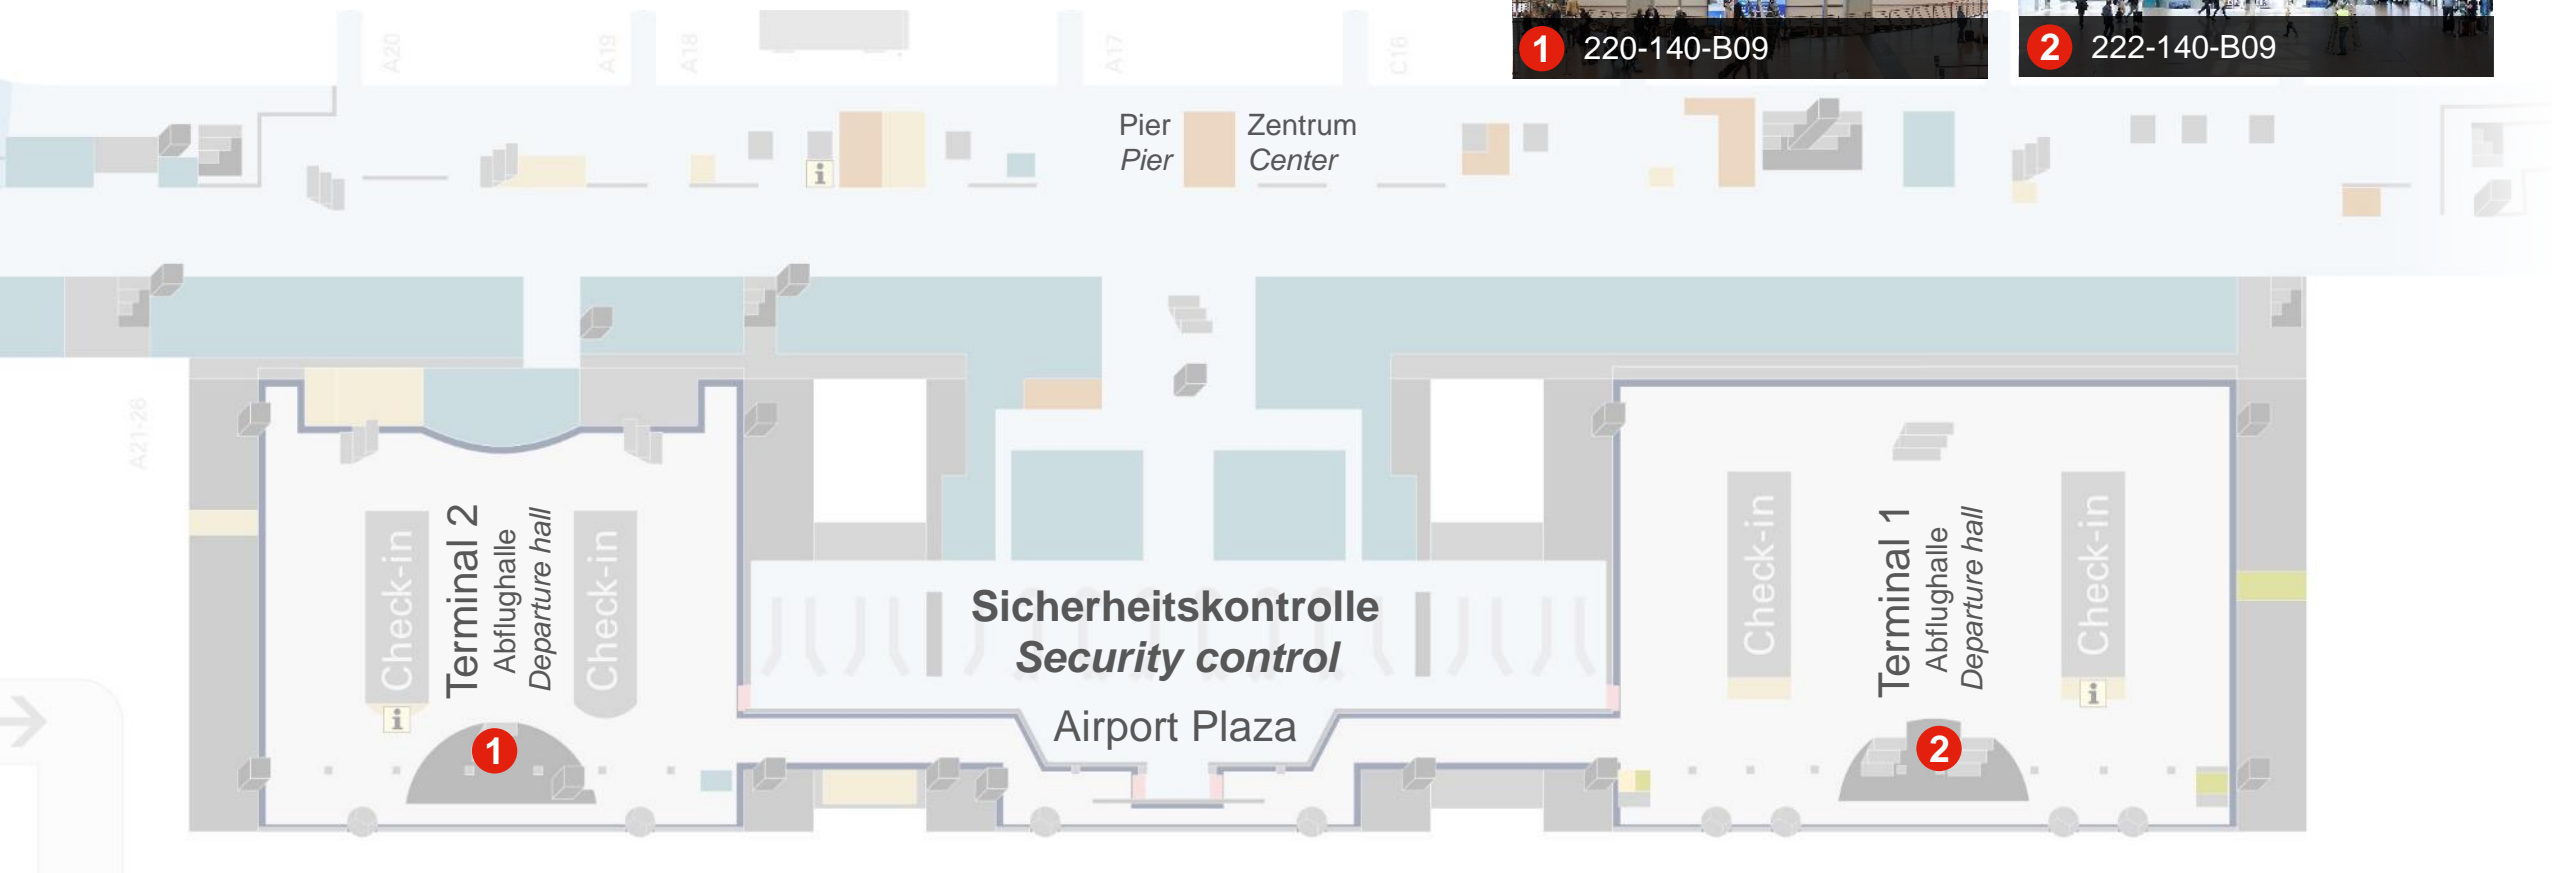 A20
A19
A18
A17
C16
1 220-140-B09
2 222-140-B09
Pier
Pier
Zentrum
Center
i
A21-26
Check-in
Terminal 2
Abflughalle
Departure hall
Check-in
i
1
Sicherheitskontrolle
Security control
Airport Plaza
Check-in
Terminal 1
Abflughalle
Departure hall
Check-in
i
2